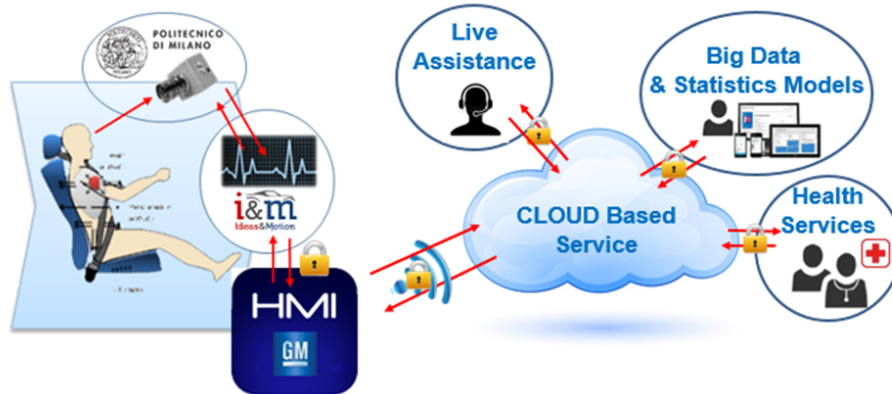 POLITECNICO
DI MILANO
i&m
Ideas&Motion
HMI
GM
Live
Assistance
Big Data
& Statistics Models
CLOUD Based
Service
Health
Services